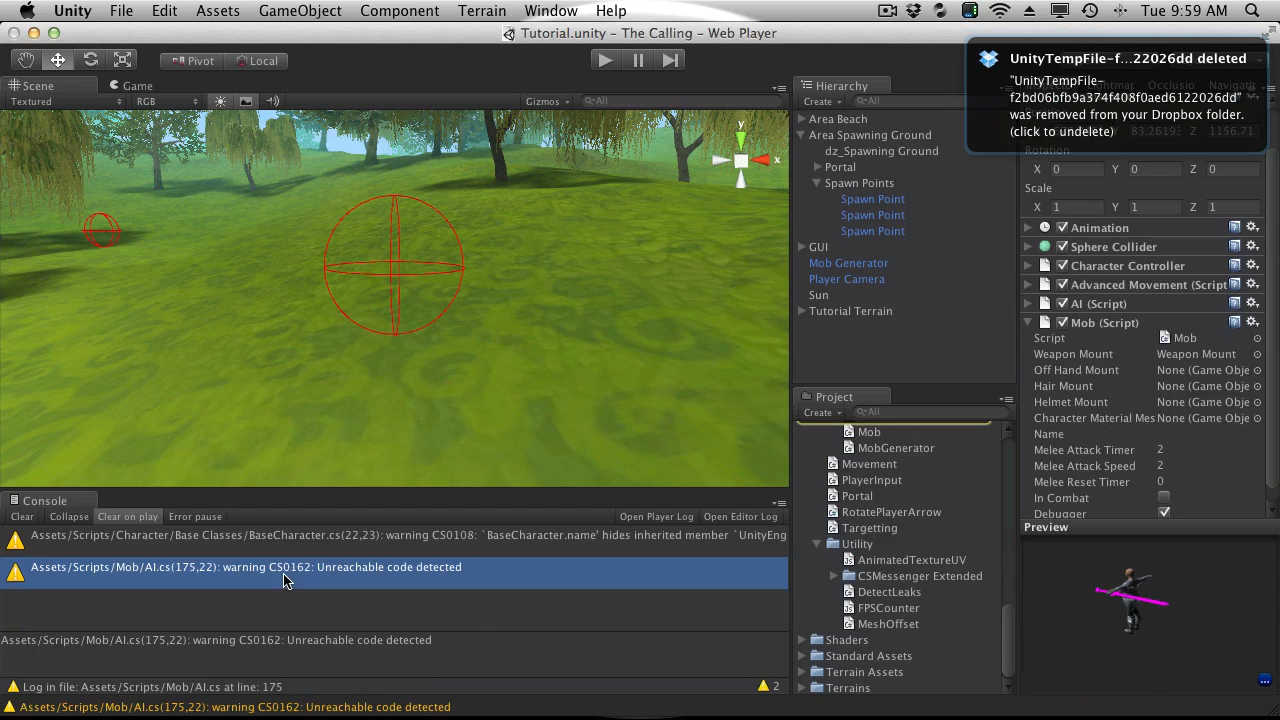 Unity File Edit Assets GameObject Component Terrain Window Help
Tue 9:59 AM
Tutorial.unity - The Calling - Web Player
Pivot Local
UnityTempFile-f...22026dd deleted
"UnityTempFile-
f2bd06bfb9a374f408f0aed6122026dd"
was removed from your Dropbox folder.
(click to undelete)
Scene Game
Textured RGB Gizmos All
y
x
Hierarchy
Create All
Area Beach
Area Spawning Ground
dz_Spawning Ground
Portal
Spawn Points
Spawn Point
Spawn Point
Spawn Point
GUI
Mob Generator
Player Camera
Sun
Tutorial Terrain
Project
Create All
Mob
MobGenerator
Movement
PlayerInput
Portal
RotatePlayerArrow
Targetting
Utility
AnimatedTextureUV
CSMessenger Extended
DetectLeaks
FPSCounter
MeshOffset
Shaders
Standard Assets
Terrain Assets
Terrains
Rotation
X 0 Y 0 Z 0
Scale
X 1 Y 1 Z 1
Animation
Sphere Collider
Character Controller
Advanced Movement (Script
AI (Script)
Mob (Script)
Script Mob
Weapon Mount Weapon Mount
Off Hand Mount None (Game Obje
Hair Mount None (Game Obje
Helmet Mount None (Game Obje
Character Material Mes None (Game Obje
Name
Melee Attack Timer 2
Melee Attack Speed 2
Melee Reset Timer 0
In Combat
Debugger
Preview
Console
Clear Collapse Clear on play Error pause Open Player Log Open Editor Log
Assets/Scripts/Character/Base Classes/BaseCharacter.cs(22,23): warning CS0108: `BaseCharacter.name' hides inherited member `UnityEng
Assets/Scripts/Mob/AI.cs(175,22): warning CS0162: Unreachable code detected
Assets/Scripts/Mob/AI.cs(175,22): warning CS0162: Unreachable code detected
Log in file: Assets/Scripts/Mob/AI.cs at line: 175
2
Assets/Scripts/Mob/AI.cs(175,22): warning CS0162: Unreachable code detected